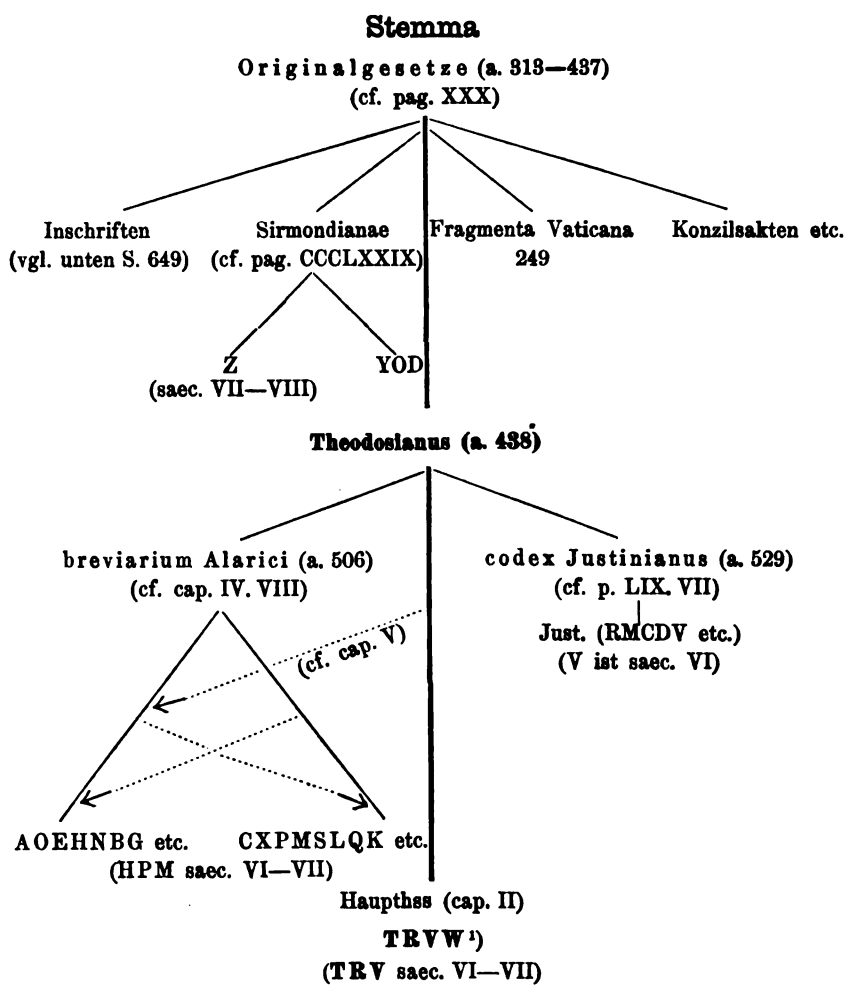 Stemma
Originalgesetze (a. 313—437)
(cf. pag. XXX)
Inschriften
(vgl. unten S. 649)
Sirmondianae
(cf. pag. CCCLXXIX)
Fragmenta Vaticana
249
Konzilsakten etc.
Z
(saec. VII—VIII)
YOD
Theodosianus (a. 438)
breviarium Alarici (a. 506)
(cf. cap. IV. VIII)
codex Justinianus (a. 529)
(cf. p. LIX. VII)
Just. (RMCDV etc.)
(V ist saec. VI)
(cf. cap. V)
AOEHNBG etc.
CXPMSLQK etc.
(HPM saec. VI—VII)
Haupthss (cap. II)
TRVW¹)
(TRV saec. VI—VII)